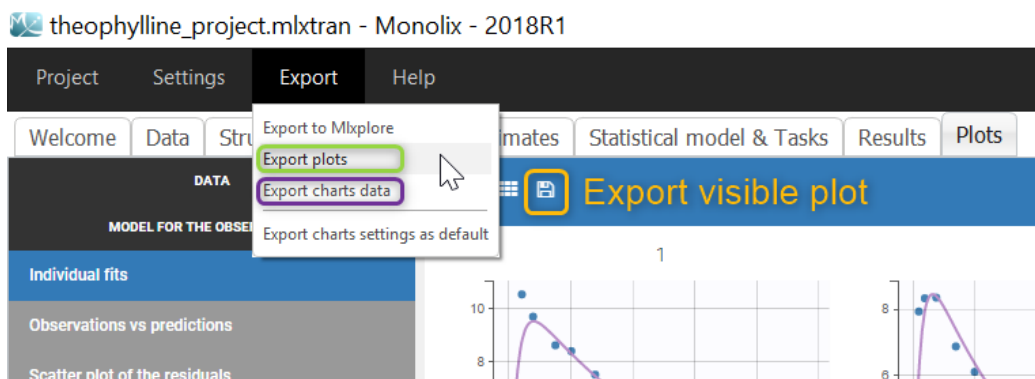 theophylline_project.mlxtran - Monolix - 2018R1
Project Settings Export Help
Welcome Data Stru imates Statistical model & Tasks Results Plots
Export to Mlxplore
Export plots
Export charts data
Export charts settings as default
DATA
MODEL FOR THE OBSE
Export visible plot
Individual fits
Observations vs predictions
Scatter plot of the residuals
1
10
8
8
6